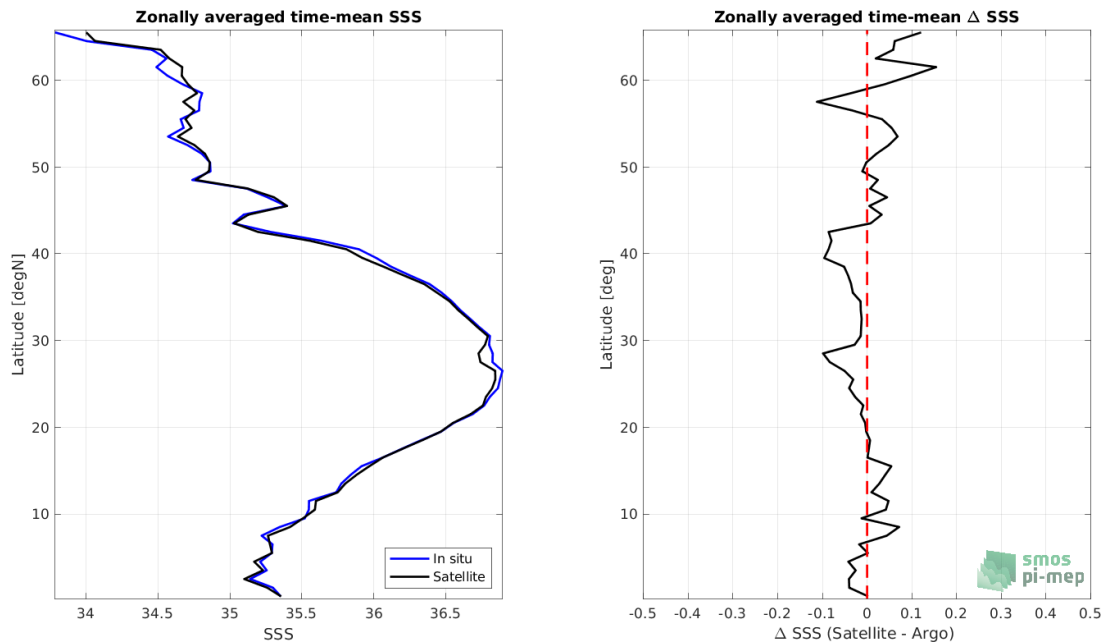 Zonally averaged time-mean SSS
60
50
40
30
20
10
Latitude [degN]
34
34.5
35
35.5
36
36.5
SSS
In situ
Satellite
Zonally averaged time-mean Δ SSS
60
50
40
30
20
10
Latitude [deg]
-0.5
-0.4
-0.3
-0.2
-0.1
0
0.1
0.2
0.3
0.4
0.5
Δ SSS (Satellite - Argo)
smos
pi-mep